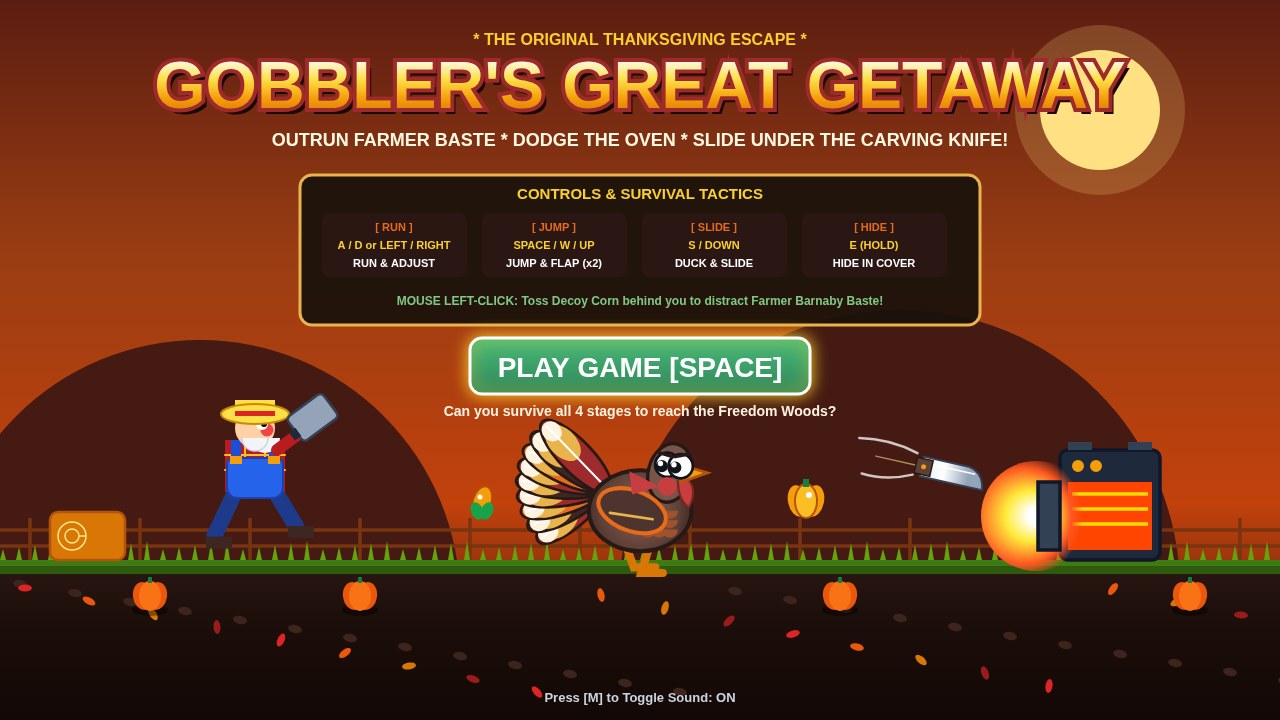 * THE ORIGINAL THANKSGIVING ESCAPE *
GOBBLER'S GREAT GETAWAY
OUTRUN FARMER BASTE * DODGE THE OVEN * SLIDE UNDER THE CARVING KNIFE!
CONTROLS & SURVIVAL TACTICS
[ RUN ]
A / D or LEFT / RIGHT
RUN & ADJUST
[ JUMP ]
SPACE / W / UP
JUMP & FLAP (x2)
[ SLIDE ]
S / DOWN
DUCK & SLIDE
[ HIDE ]
E (HOLD)
HIDE IN COVER
MOUSE LEFT-CLICK: Toss Decoy Corn behind you to distract Farmer Barnaby Baste!
PLAY GAME [SPACE]
Can you survive all 4 stages to reach the Freedom Woods?
Press [M] to Toggle Sound: ON